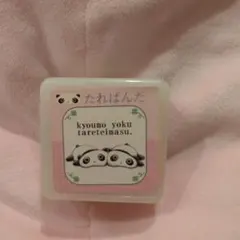 たれぱんだ
kyoumo yoku
tareteimasu.